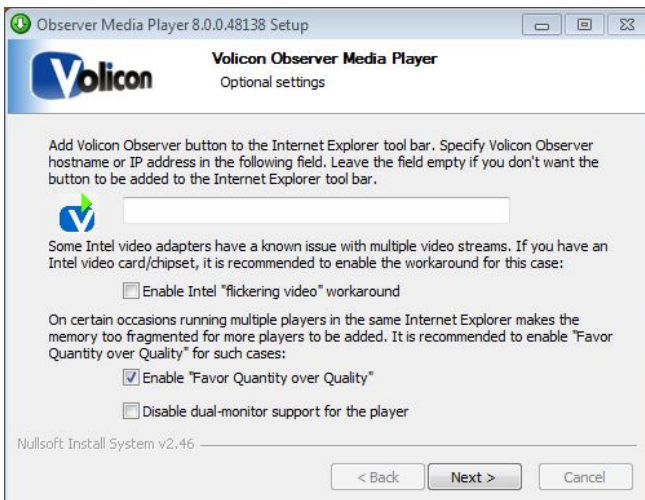 Observer Media Player 8.0.0.48138 Setup
Volicon
Volicon Observer Media Player
Optional settings
Add Volicon Observer button to the Internet Explorer tool bar. Specify Volicon Observer
hostname or IP address in the following field. Leave the field empty if you don't want the
button to be added to the Internet Explorer tool bar.
Some Intel video adapters have a known issue with multiple video streams. If you have an
Intel video card/chipset, it is recommended to enable the workaround for this case:
Enable Intel "flickering video" workaround
On certain occasions running multiple players in the same Internet Explorer makes the
memory too fragmented for more players to be added. It is recommended to enable "Favor
Quantity over Quality" for such cases:
Enable "Favor Quantity over Quality"
Disable dual-monitor support for the player
Nullsoft Install System v2.46
< Back Next > Cancel